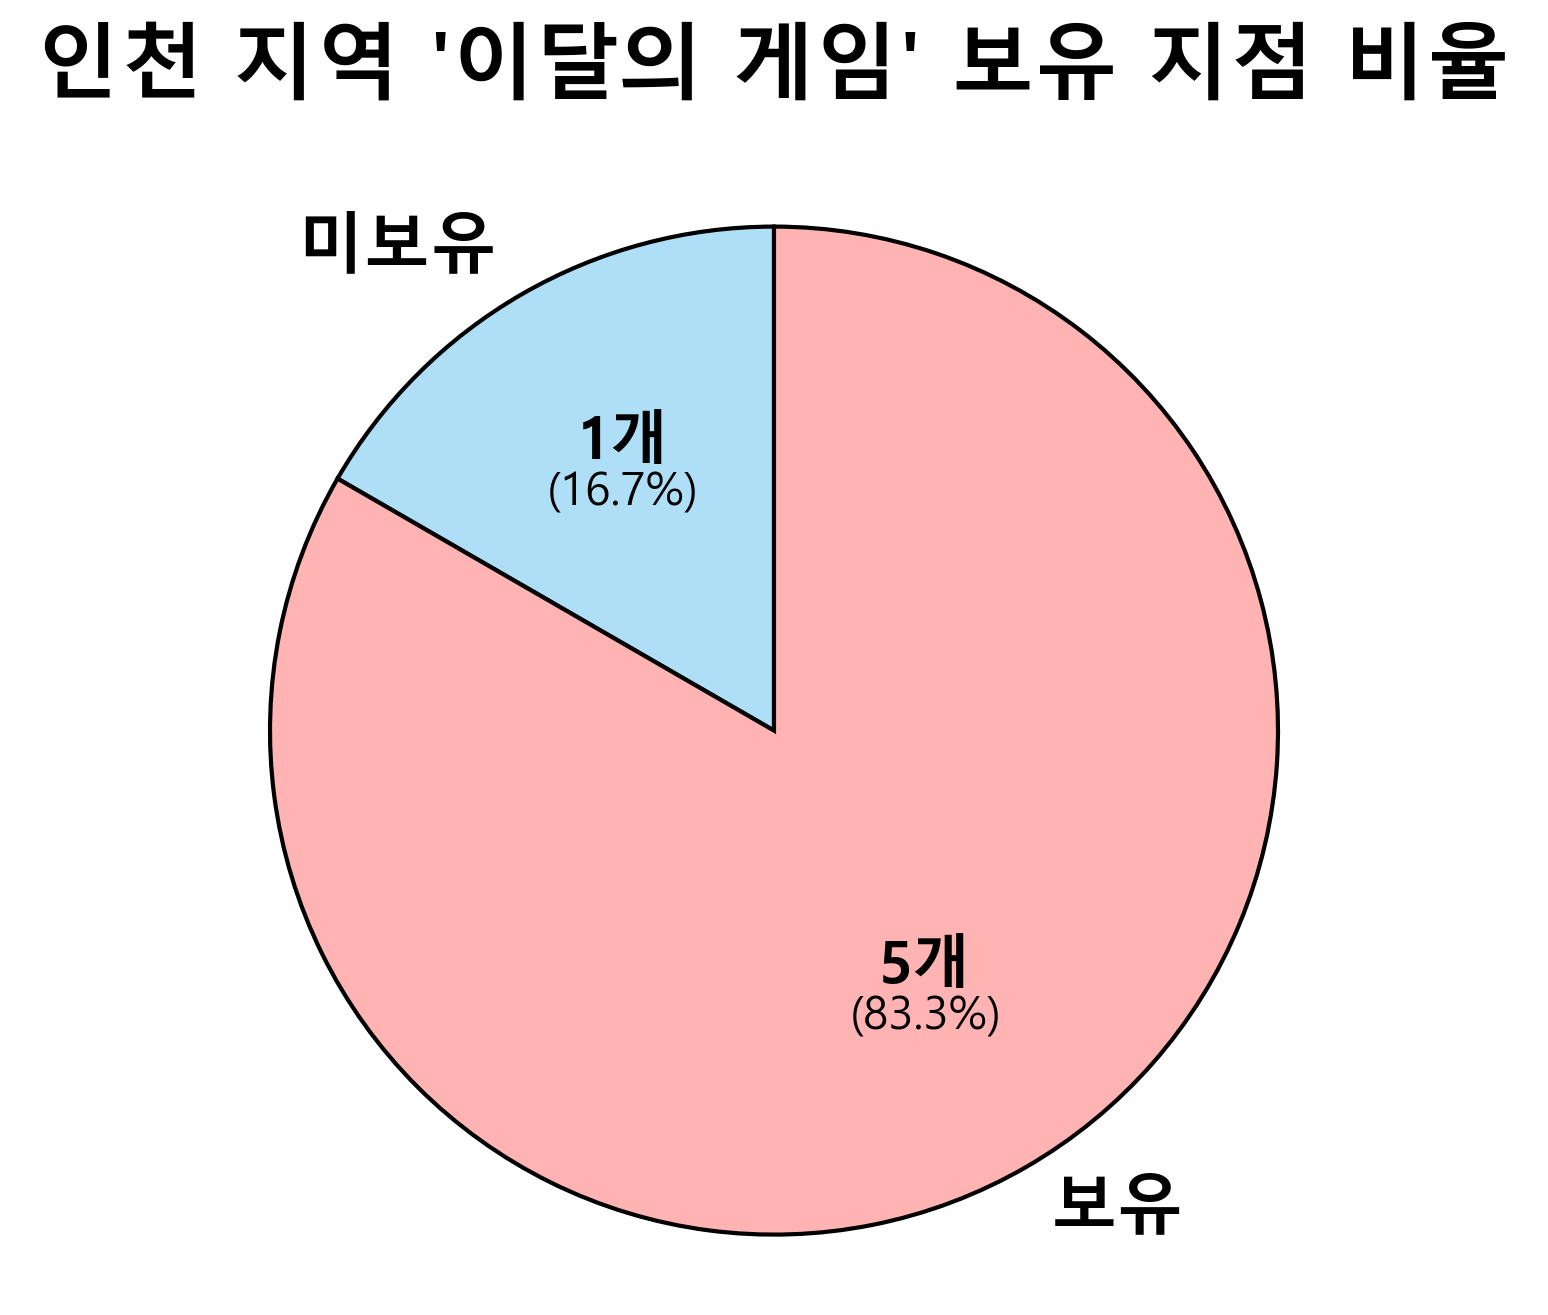 인천 지역 '이달의 게임' 보유 지점 비율
미보유
1개
(16.7%)
5개
(83.3%)
보유